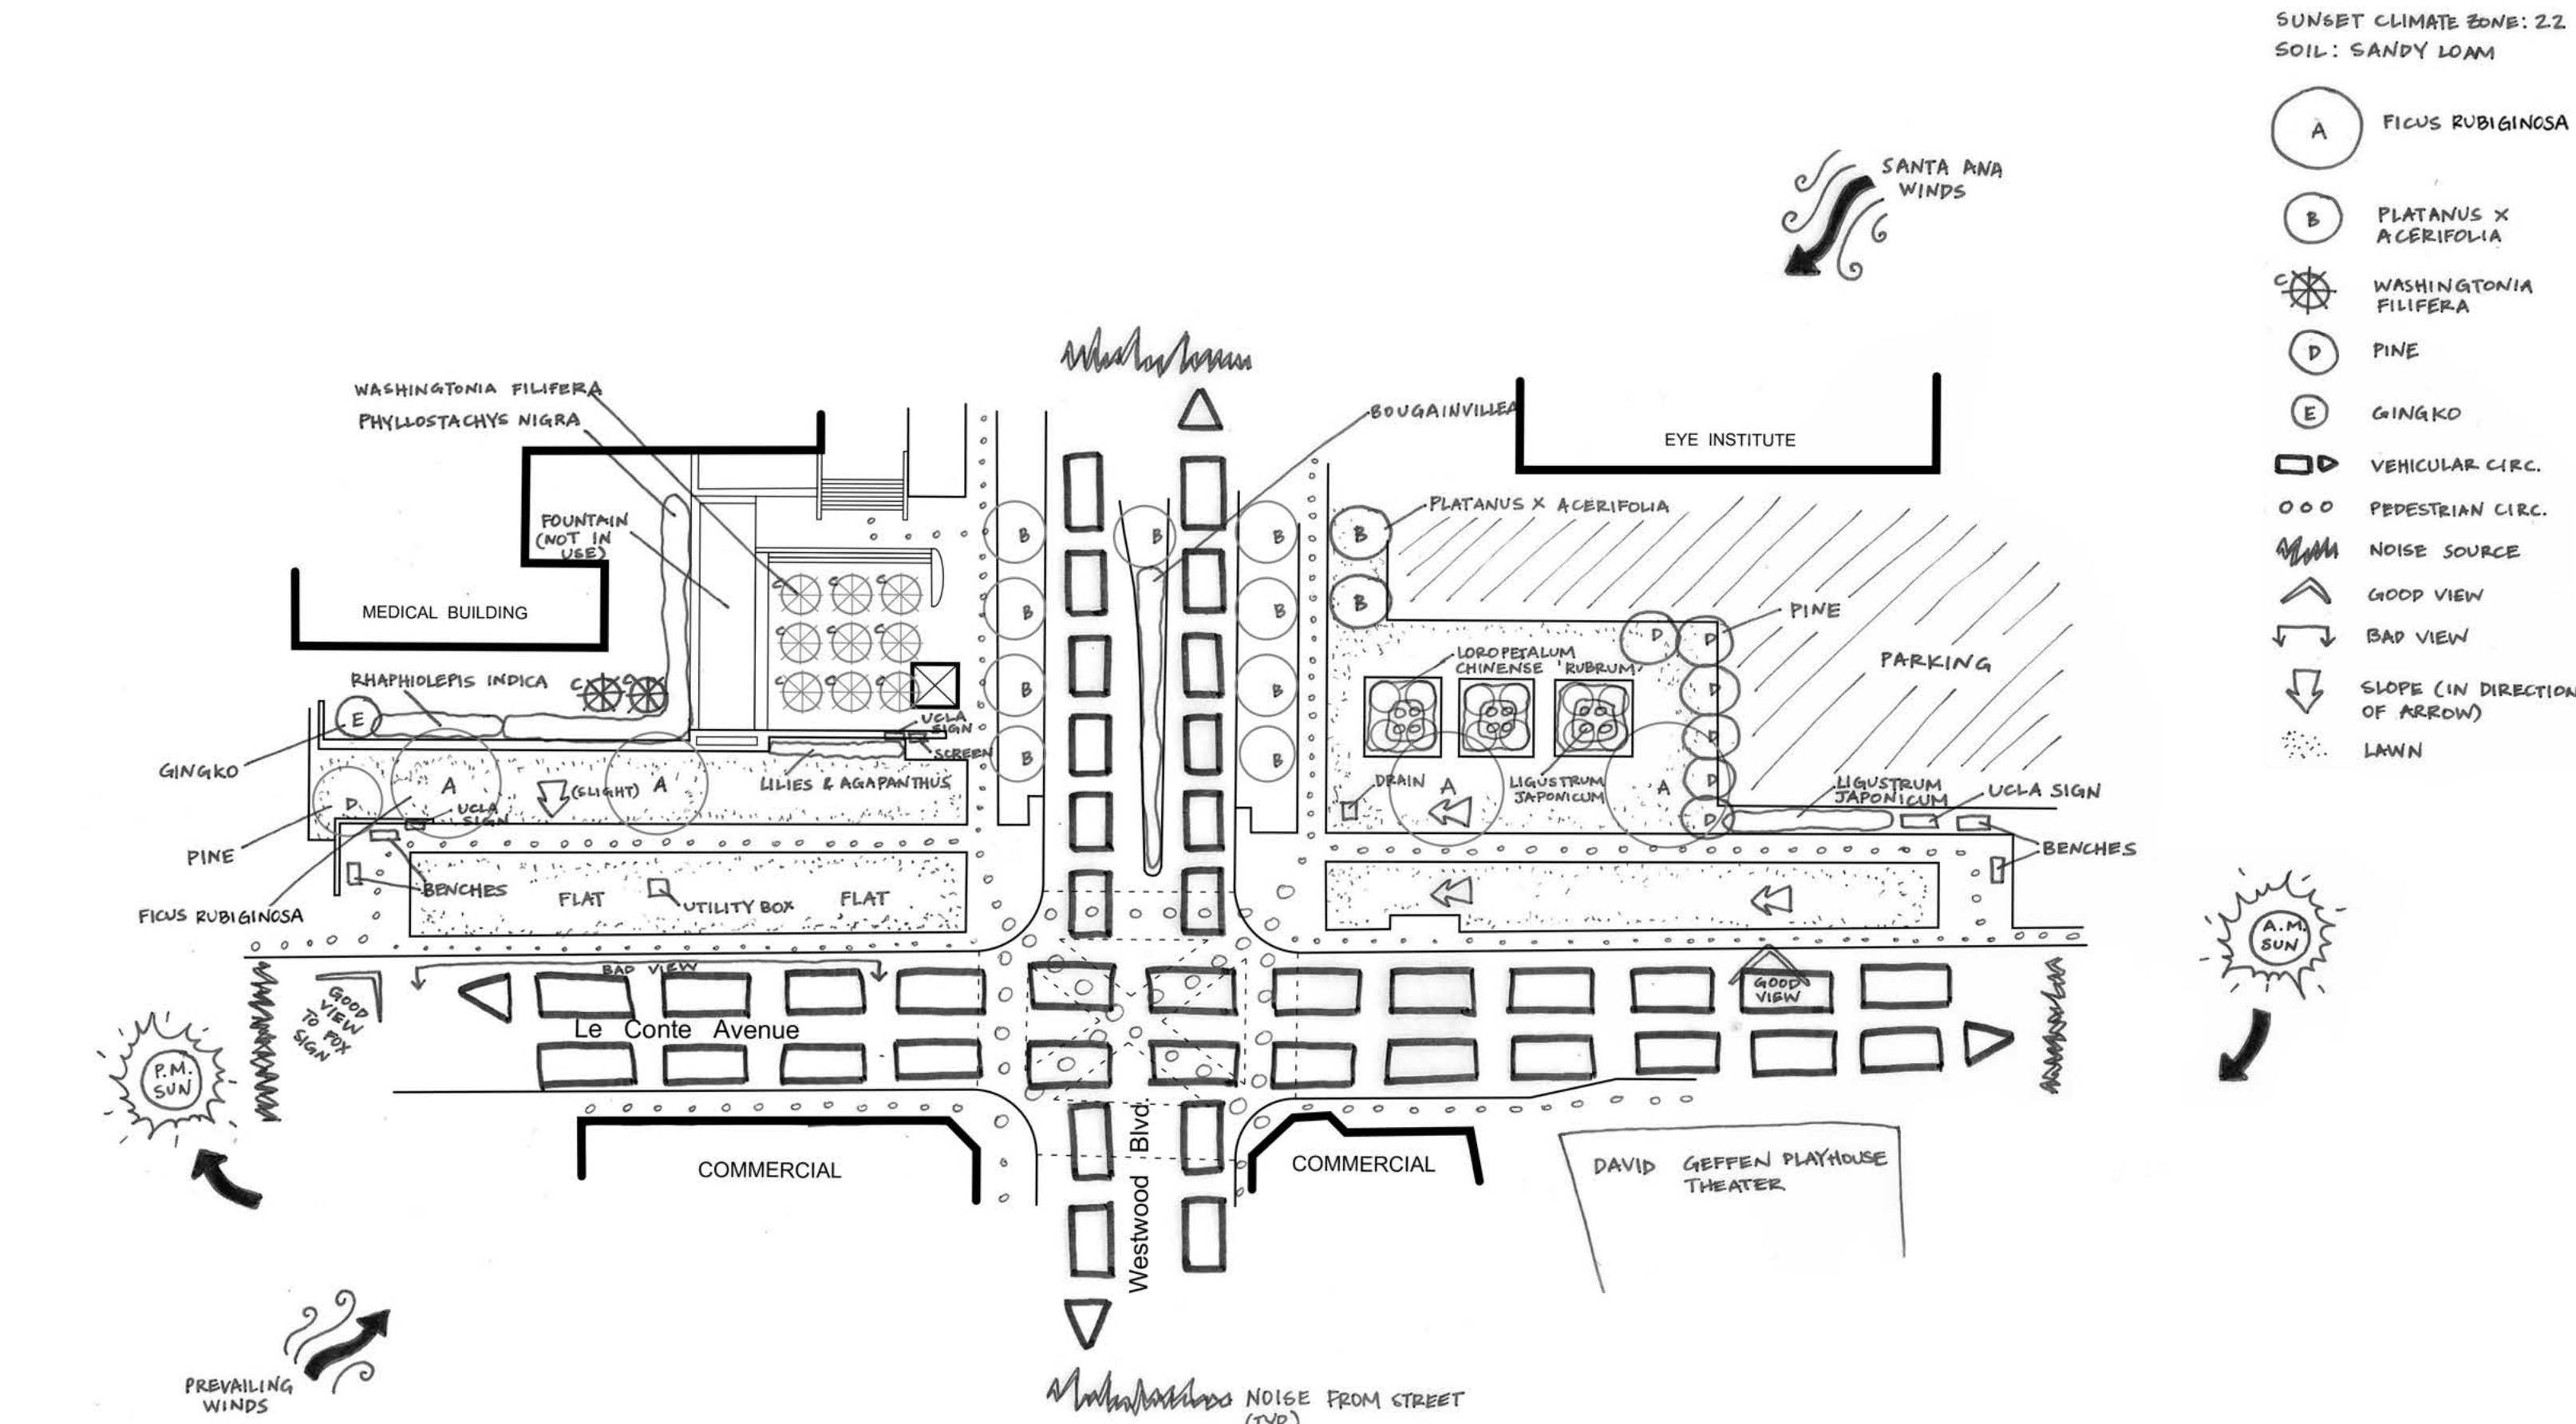 SUNSET CLIMATE ZONE: 22
SOIL: SANDY LOAM
A
FICUS RUBIGINOSA
B
PLATANUS X
ACERIFOLIA
C
WASHINGTONIA
FILIFERA
D
PINE
E
GINGKO
VEHICULAR CIRC.
PEDESTRIAN CIRC.
NOISE SOURCE
GOOD VIEW
BAD VIEW
SLOPE (IN DIRECTION
OF ARROW)
LAWN
SANTA ANA
WINDS
WASHINGTONIA FILIFERA
PHYLLOSTACHYS NIGRA
FOUNTAIN
(NOT IN
USE)
MEDICAL BUILDING
RHAPHIOLEPIS INDICA
C C
E
C C C
C C C
C C C
UCLA
SIGN
SCREEN
LILIES & AGAPANTHUS
GINGKO
PINE
FICUS RUBIGINOSA
D
A
(SLIGHT)
A
UCLA
SIGN
BENCHES
FLAT
UTILITY BOX
FLAT
B
B
B
B
B
B
B
B
B
BOUGAINVILLEA
EYE INSTITUTE
PLATANUS X ACERIFOLIA
B
B
PINE
PARKING
D
D
D
D
D
D
LOROPETALUM
CHINENSE 'RUBRUM'
DRAIN
A
LIGUSTRUM
JAPONICUM
A
LIGUSTRUM
JAPONICUM
UCLA SIGN
BENCHES
A.M.
SUN
BAD VIEW
GOOD
VIEW
TO FOX
SIGN
GOOD
VIEW
Le Conte Avenue
P.M.
SUN
COMMERCIAL
Westwood Blvd.
COMMERCIAL
DAVID GEFFEN PLAYHOUSE
THEATER
PREVAILING
WINDS
NOISE FROM STREET
(TYP)